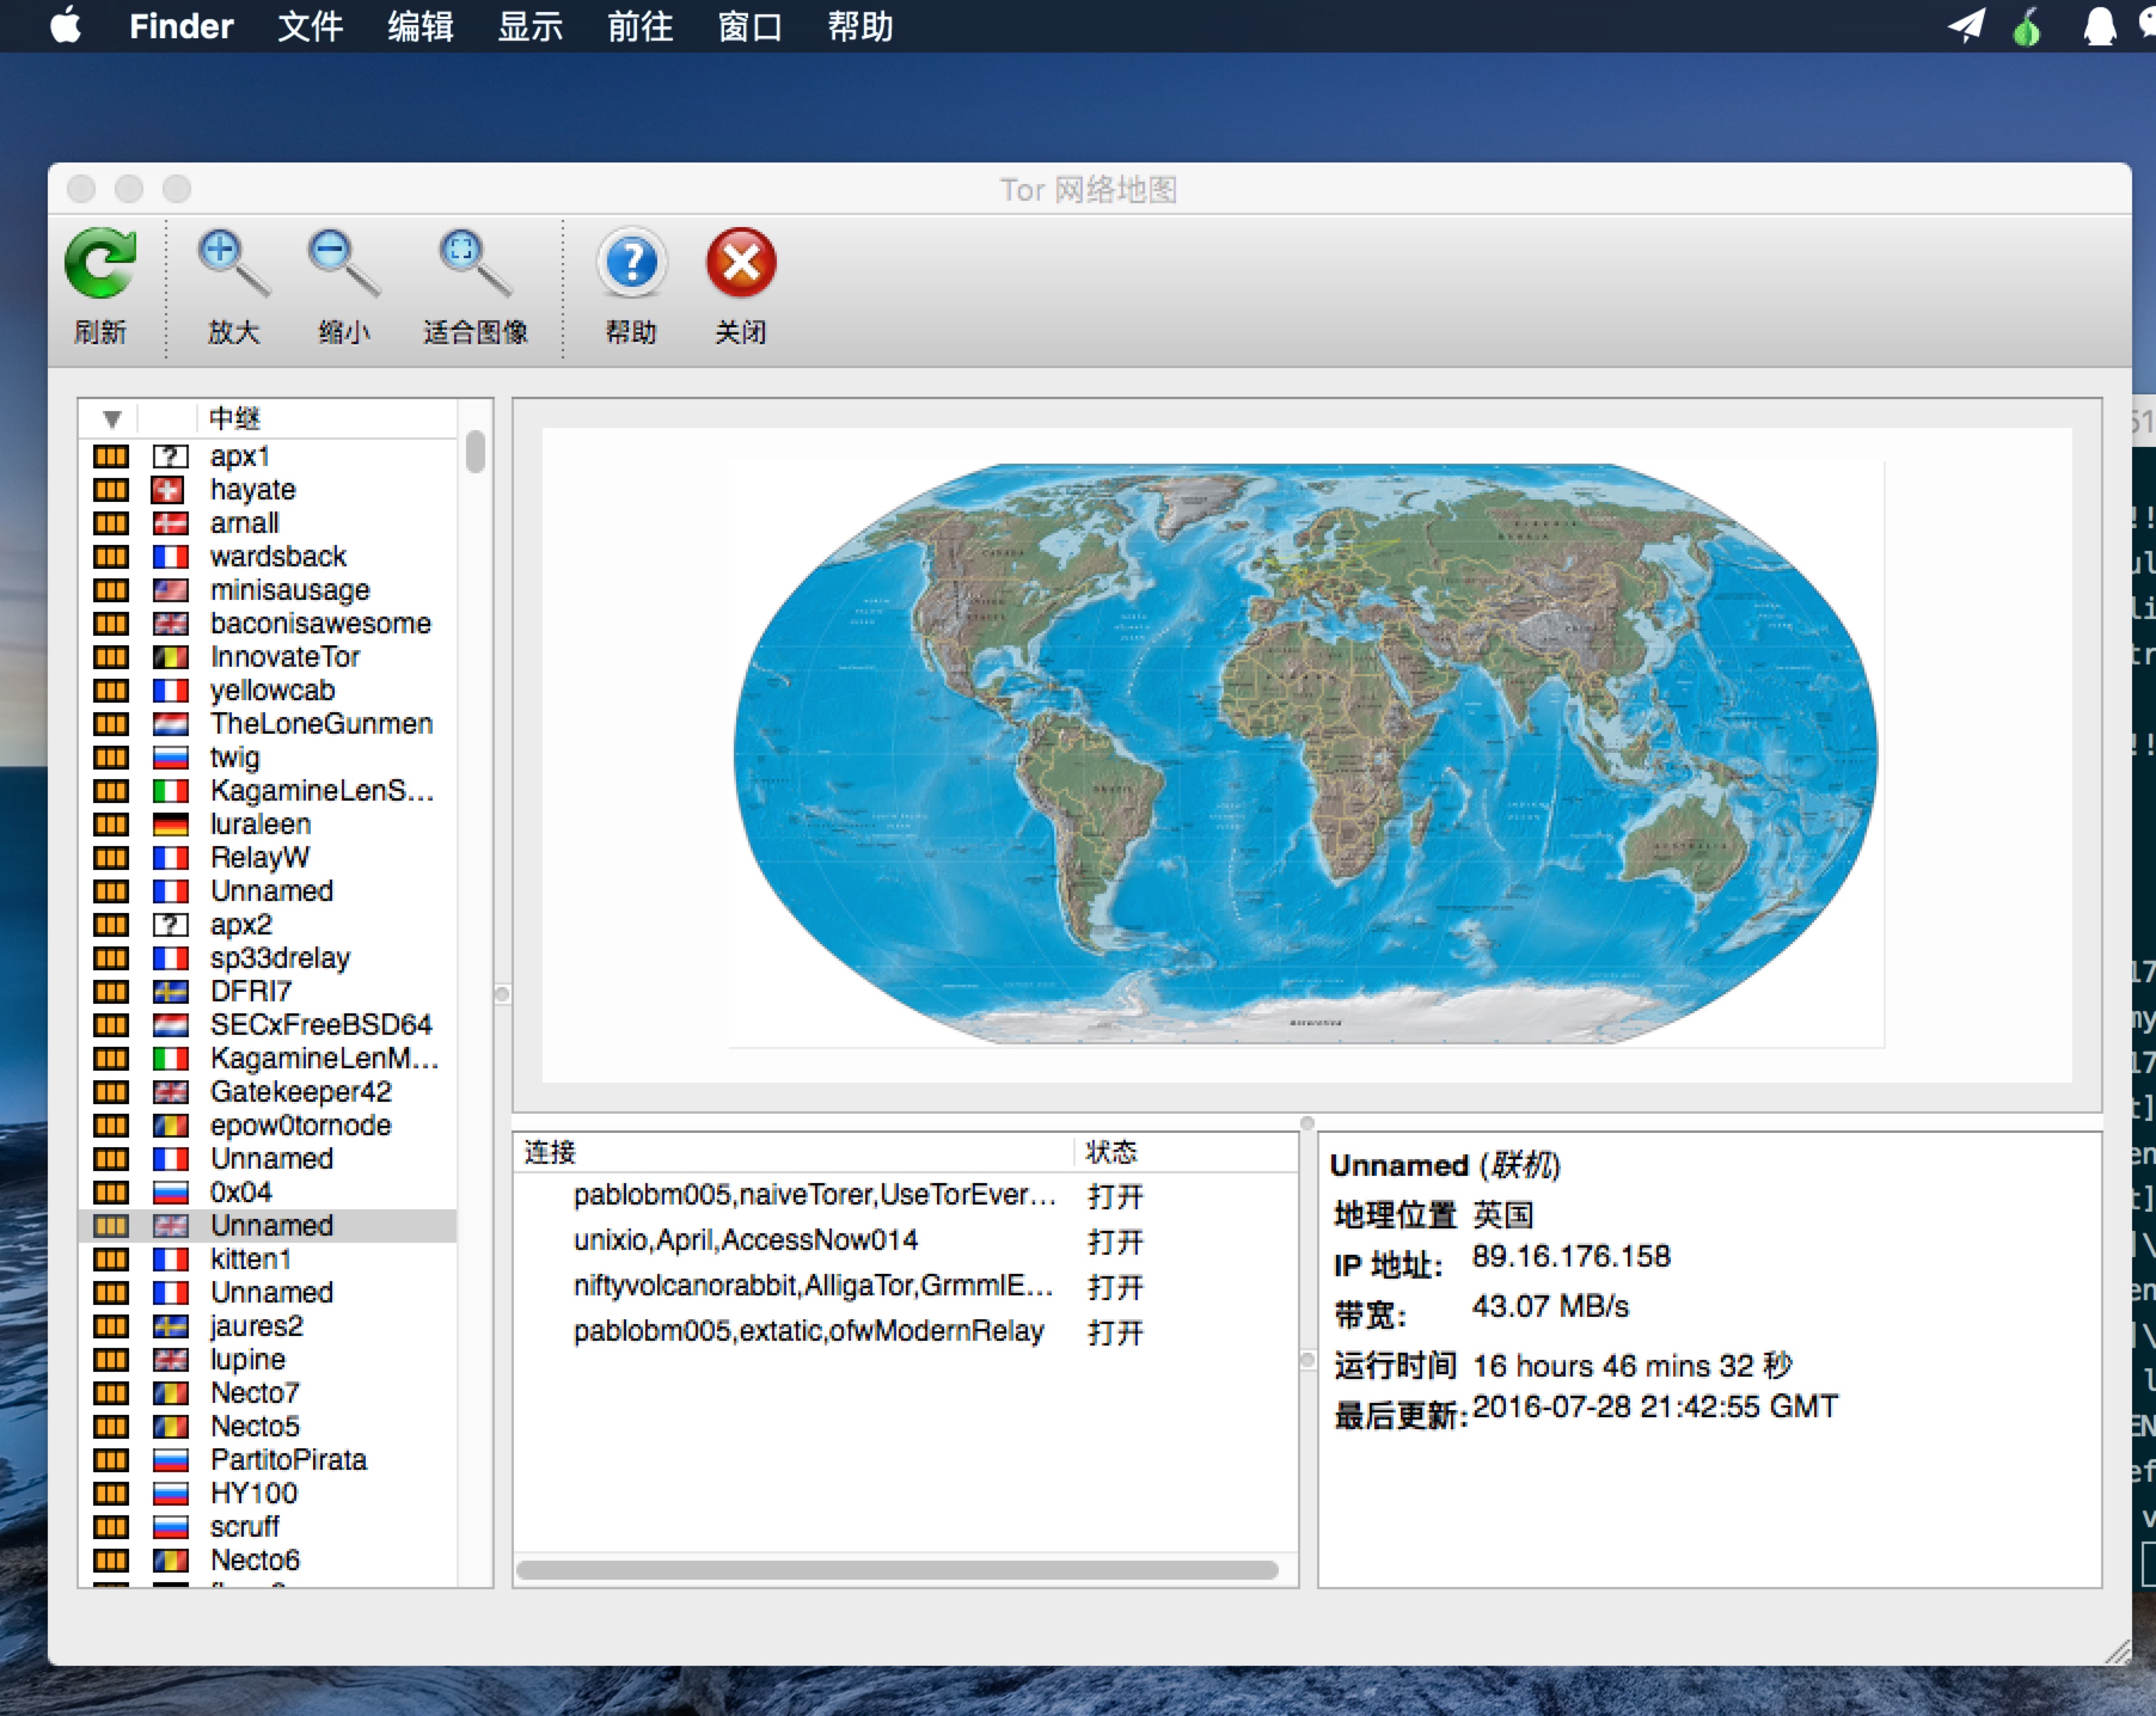 Finder 文件 编辑 显示 前往 窗口 帮助
Tor 网络地图
刷新 放大 缩小 适合图像 帮助 关闭
中继
apx1
hayate
arnall
wardsback
minisausage
baconisawesome
InnovateTor
yellowcab
TheLoneGunmen
twig
KagamineLenS...
luraleen
RelayW
Unnamed
apx2
sp33drelay
DFRI7
SECxFreeBSD64
KagamineLenM...
Gatekeeper42
epow0tornode
Unnamed
0x04
Unnamed
kitten1
Unnamed
jaures2
lupine
Necto7
Necto5
PartitoPirata
HY100
scruff
Necto6
连接 状态
pablobm005,naiveTorer,UseTorEver... 打开
unixio,April,AccessNow014 打开
niftyvolcanorabbit,AlligaTor,GrmmlE... 打开
pablobm005,extatic,ofwModernRelay 打开
Unnamed (联机)
地理位置 英国
IP 地址: 89.16.176.158
带宽: 43.07 MB/s
运行时间 16 hours 46 mins 32 秒
最后更新: 2016-07-28 21:42:55 GMT